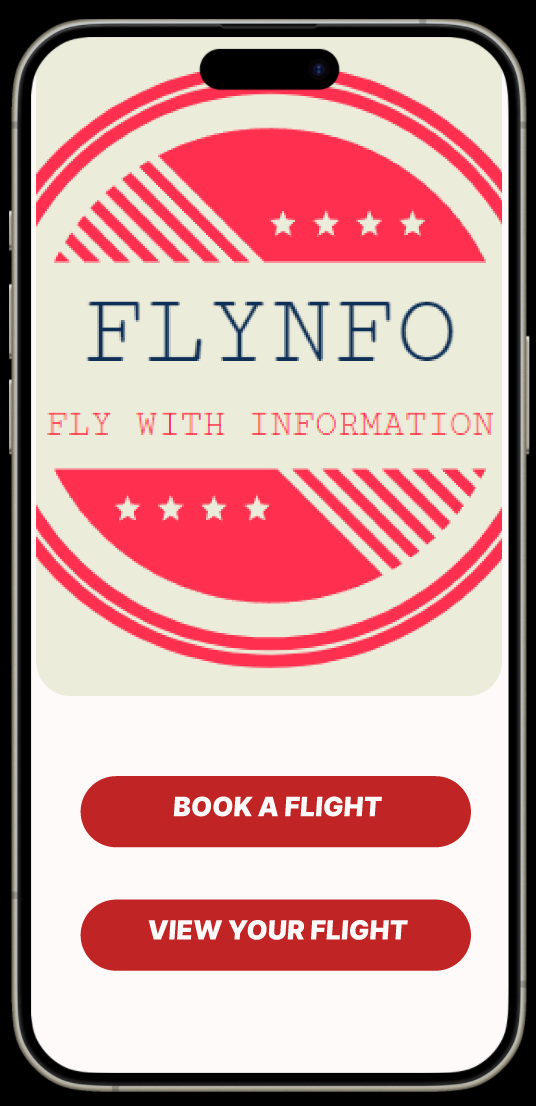 FLYNFO
FLY WITH INFORMATION
BOOK A FLIGHT
VIEW YOUR FLIGHT